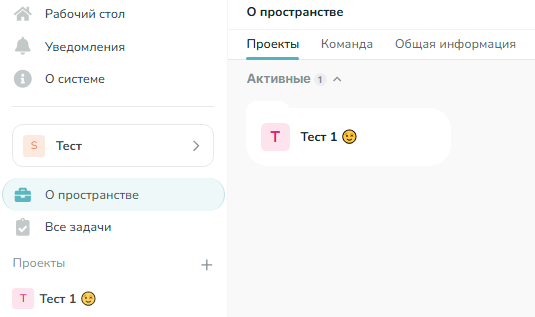 Рабочий стол
Уведомления
О системе
S Тест
О пространстве
Все задачи
Проекты
T Тест 1 😉
О пространстве
Проекты Команда Общая информация
Активные 1
T Тест 1 😉